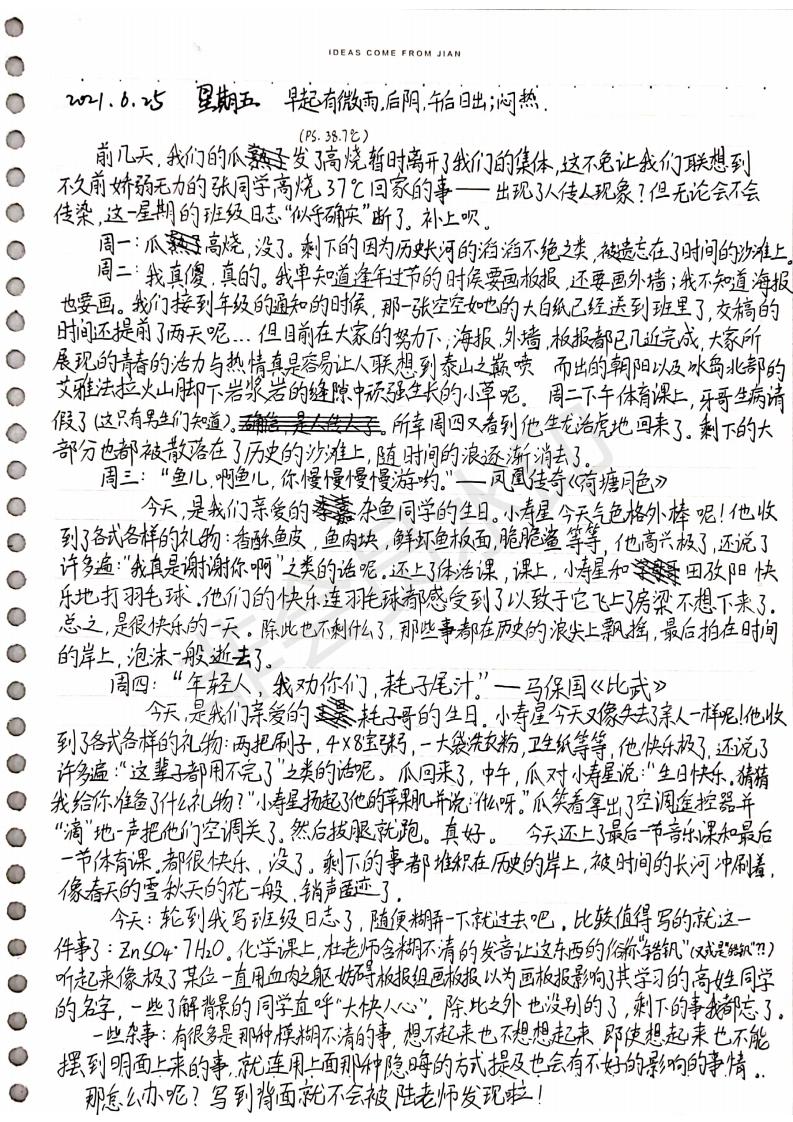 IDEAS COME FROM JIAN
2021.6.25 星期五 早起有微雨,后阴,午后日出;闷热.
(PS. 38.7℃)
前几天,我们的瓜发了高烧暂时离开了我们的集体,这不免让我们联想到
不久前娇弱无力的张同学高烧37℃回家的事——出现了人传人现象?但无论会不会
传染,这一星期的班级日志“似乎确实”断了。补上呗。
周一:瓜高烧,没了。剩下的因为历史长河的滔滔不绝之类,被遗忘在了时间的沙滩上。
周二:我真傻,真的。我单知道逢年过节的时侯要画板报,还要画外墙;我不知道海报
也要画。我们接到年级的通知的时侯,那一张空空如也的大白纸已经送到班里了,交稿的
时间还提前了两天呢...但目前在大家的努力下,海报,外墙,板报都已几近完成,大家所
展现的青春的活力与热情真是容易让人联想到泰山之巅喷 而出的朝阳以及冰岛北部的
艾雅法拉火山脚下岩浆岩的缝隙中顽强生长的小草呢。 周二下午体育课上,牙哥生病请
假了(这只有男生们知道)。所幸周四又看到他生龙活虎地回来了。剩下的大
部分也都被散落在了历史的沙滩上,随时间的浪逐渐消去了。
周三:“鱼儿,啊鱼儿,你慢慢慢慢游哟。”——凤凰传奇《荷塘月色》
今天,是我们亲爱的杂鱼同学的生日。小寿星今天气色格外棒呢!他收
到了各式各样的礼物:香酥鱼皮,鱼肉块,鲜坏鱼板面,脆脆鲨等等,他高兴极了,还说了
许多遍:“我真是谢谢你啊”之类的话呢。还上了体活课,课上,小寿星和田孜阳快
乐地打羽毛球。他们的快乐连羽毛球都感受到了以致于它飞上了房梁不想下来了.
总之,是很快乐的一天。除此也不剩什么了,那些事都在历史的浪尖上飘摇,最后拍在时间
的岸上,泡沫一般逝去了。
周四:“年轻人,我劝你们,耗子尾汁。”——马保国《比武》
今天,是我们亲爱的耗子哥的生日。小寿星今天又像失去了亲人一样呢!他收
到了各式各样的礼物:两把刷子,4×8宝粥,一大袋洗衣粉,卫生纸等等,他快乐极了,还说了
许多遍:“这辈子都用不完了”之类的话呢。瓜回来了,中午,瓜对小寿星说:“生日快乐,猜猜
我给你准备了什么礼物?”小寿星扬起了他的苹果肌并说:“什么呀。”瓜笑着拿出了空调遥控器并
“滴”地一声把他们空调关了。然后拔腿就跑。真好。 今天还上了最后一节音乐课和最后
一节体育课。都很快乐,没了。剩下的事都堆积在历史的岸上,被时间的长河冲刷着,
像春天的雪秋天的花一般,销声匿迹了。
今天:轮到我写班级日志了,随便糊弄一下就过去吧。比较值得写的就这一
件事了:ZnSO4·7H2O。化学课上,杜老师含糊不清的发音让这东西的俗称“锆钒”(又或是“皓矾”?!)
听起来像极了某位一直用血肉之躯妨碍板报组画板报以为画板报影响了其学习的高姓同学
的名字,一些了解背景的同学直呼“大快人心”。除此之外也没别的了,剩下的事我都忘了。
一些杂事:有很多是那种模糊不清的事,想不起来也不想想起来,即使想起来也不能
摆到明面上来的事,就连用上面那种隐晦的方式提及也会有不好的影响的事情。.
那怎么办呢?写到背面就不会被陆老师发现啦!